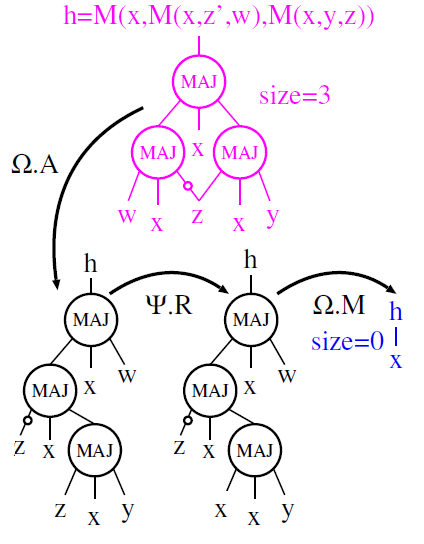 h=M(x,M(x,z',w),M(x,y,z))
MAJ
size=3
MAJ x MAJ
Ω.A
w x z x y
h h
Ψ.R Ω.M h
MAJ MAJ
size=0
x w x w x
MAJ MAJ
z x MAJ z x MAJ
z x y x x y